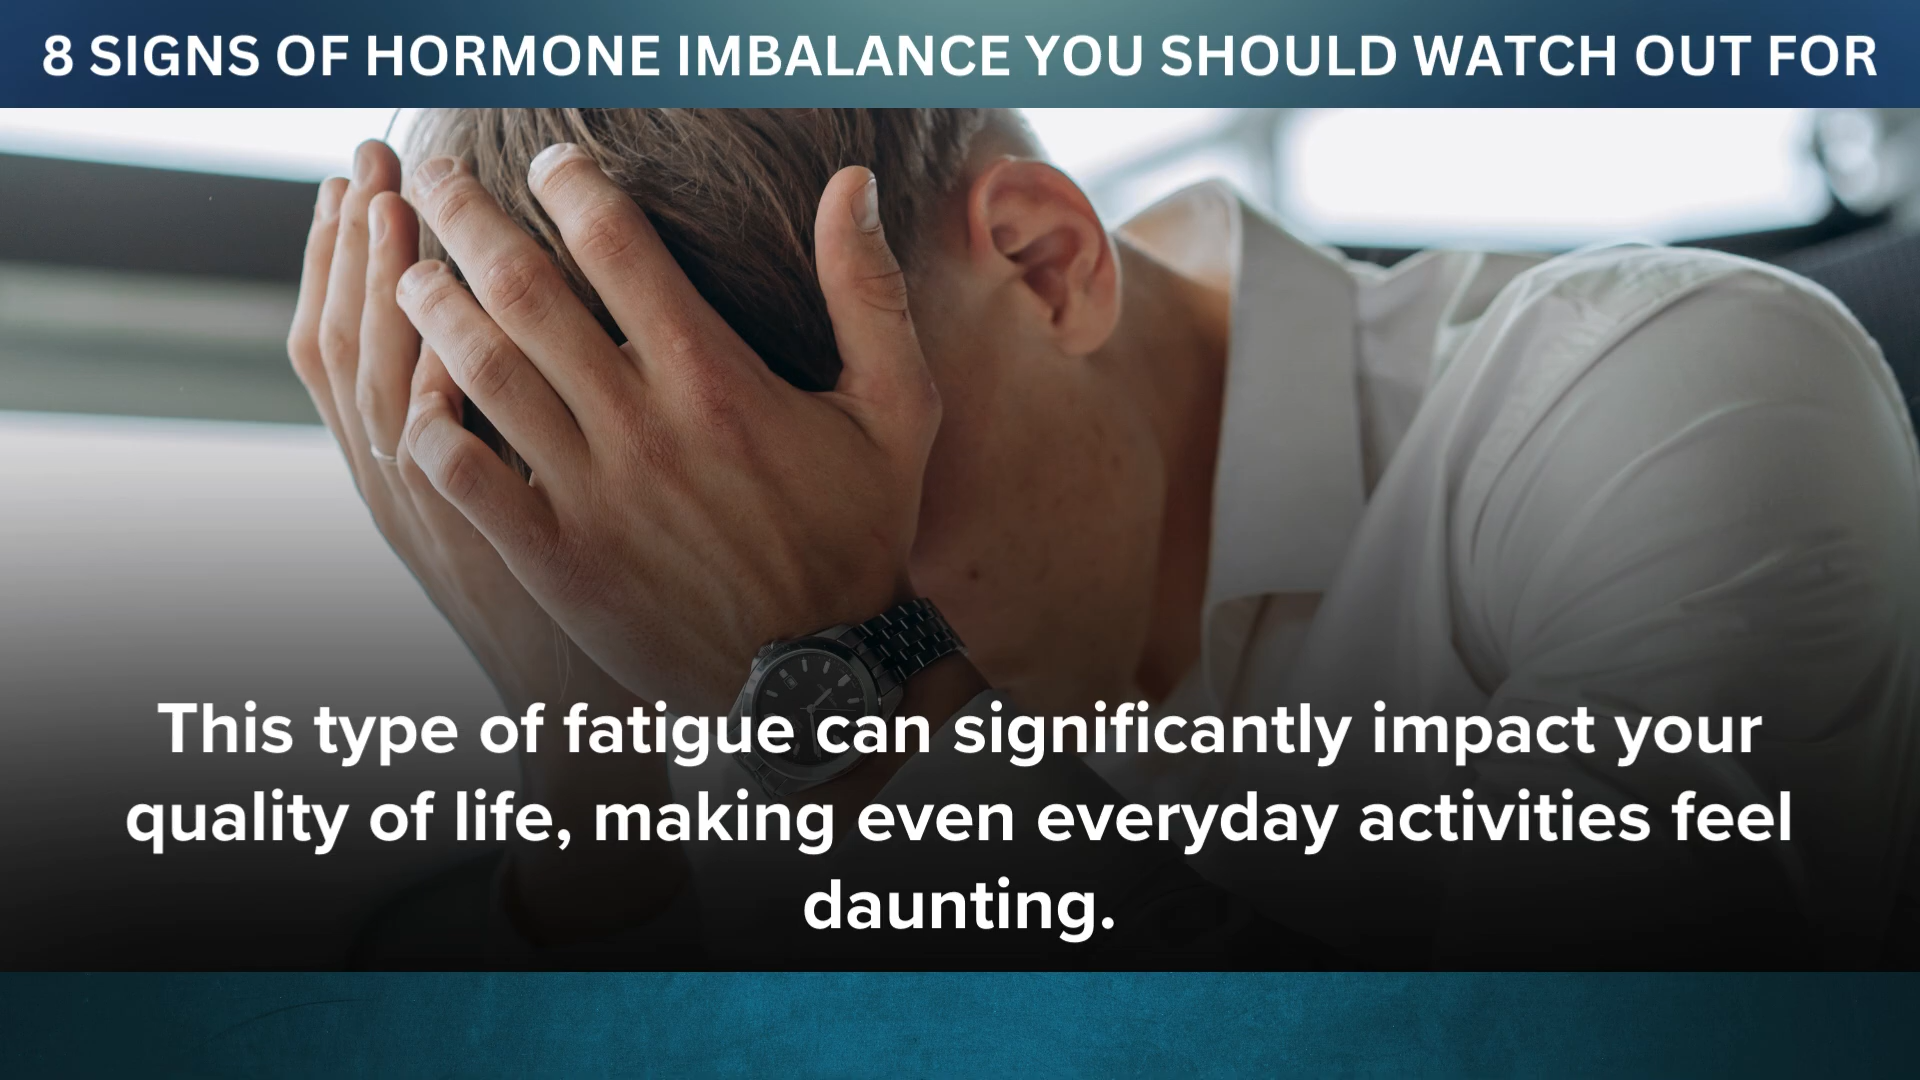 8 SIGNS OF HORMONE IMBALANCE YOU SHOULD WATCH OUT FOR
This type of fatigue can significantly impact your
quality of life, making even everyday activities feel
daunting.